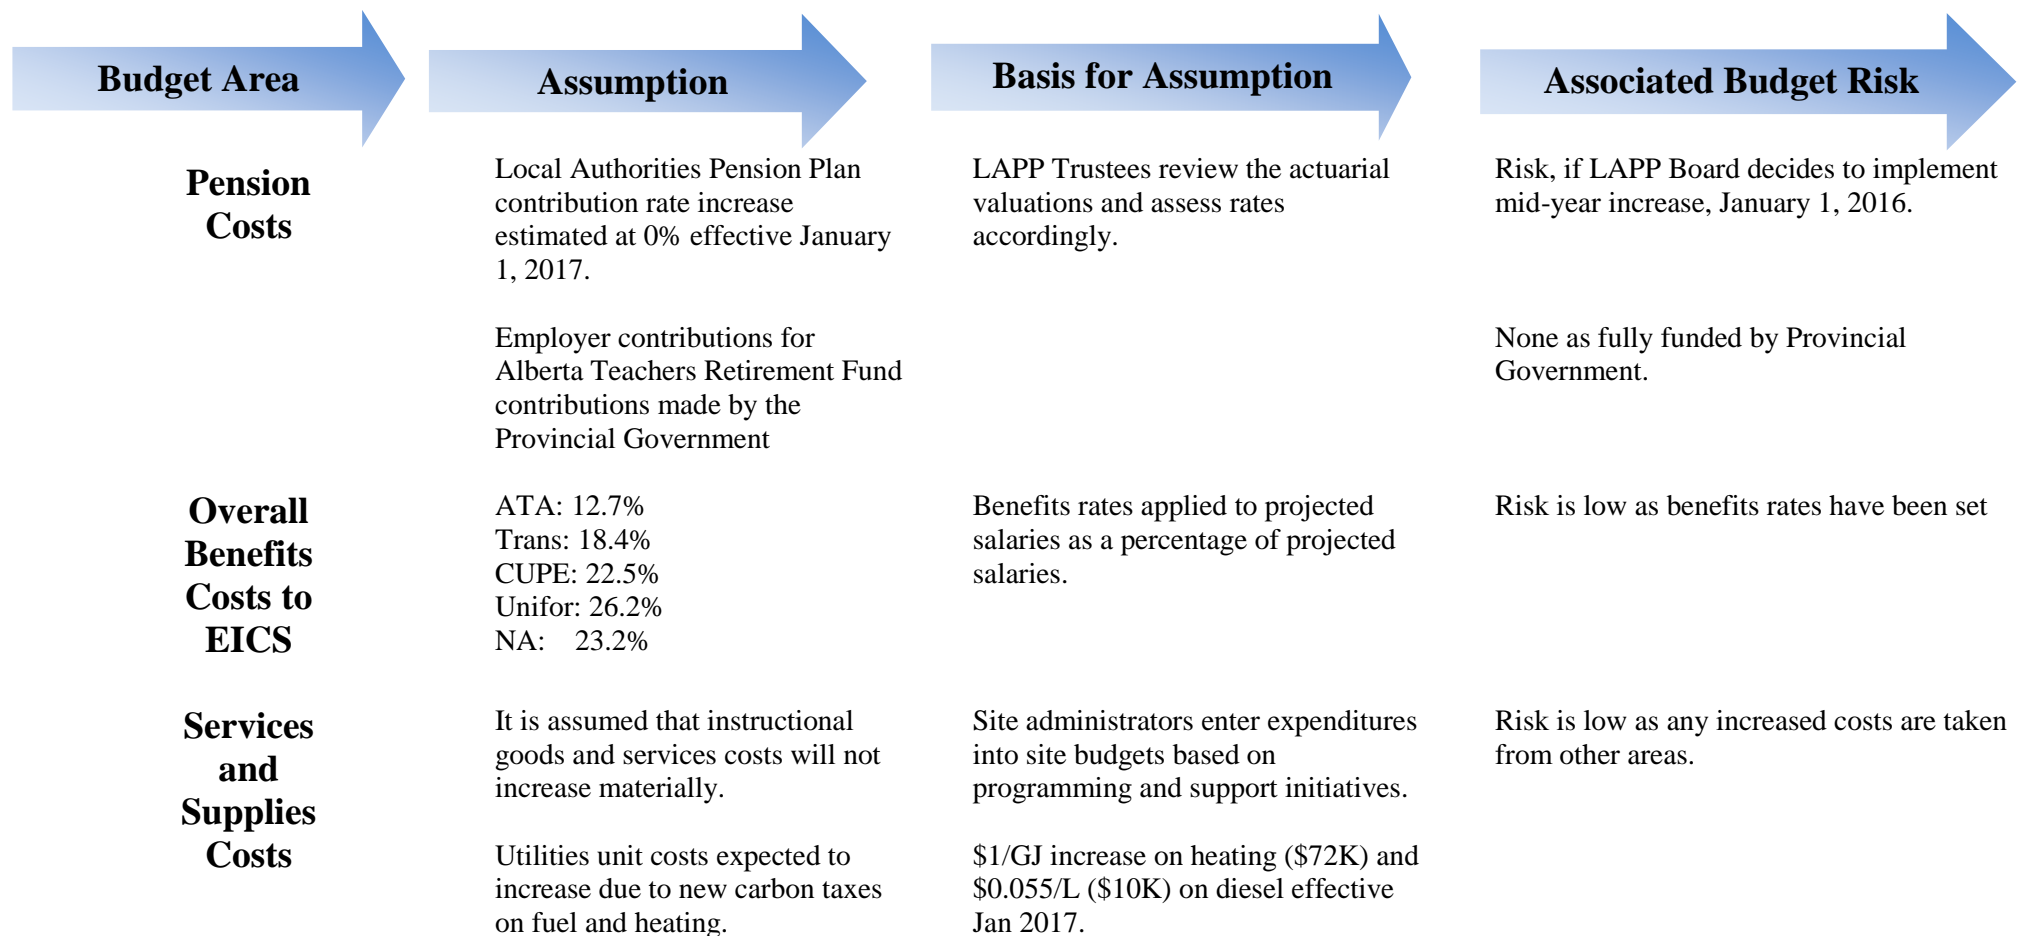 Budget Area
Assumption
Basis for Assumption
Associated Budget Risk
Pension
Costs
Local Authorities Pension Plan
contribution rate increase
estimated at 0% effective January
1, 2017.
LAPP Trustees review the actuarial
valuations and assess rates
accordingly.
Risk, if LAPP Board decides to implement
mid-year increase, January 1, 2016.
Employer contributions for
Alberta Teachers Retirement Fund
contributions made by the
Provincial Government
None as fully funded by Provincial
Government.
Overall
Benefits
Costs to
EICS
ATA: 12.7%
Trans: 18.4%
CUPE: 22.5%
Unifor: 26.2%
NA: 23.2%
Benefits rates applied to projected
salaries as a percentage of projected
salaries.
Risk is low as benefits rates have been set
Services
and
Supplies
Costs
It is assumed that instructional
goods and services costs will not
increase materially.
Site administrators enter expenditures
into site budgets based on
programming and support initiatives.
Risk is low as any increased costs are taken
from other areas.
Utilities unit costs expected to
increase due to new carbon taxes
on fuel and heating.
$1/GJ increase on heating ($72K) and
$0.055/L ($10K) on diesel effective
Jan 2017.